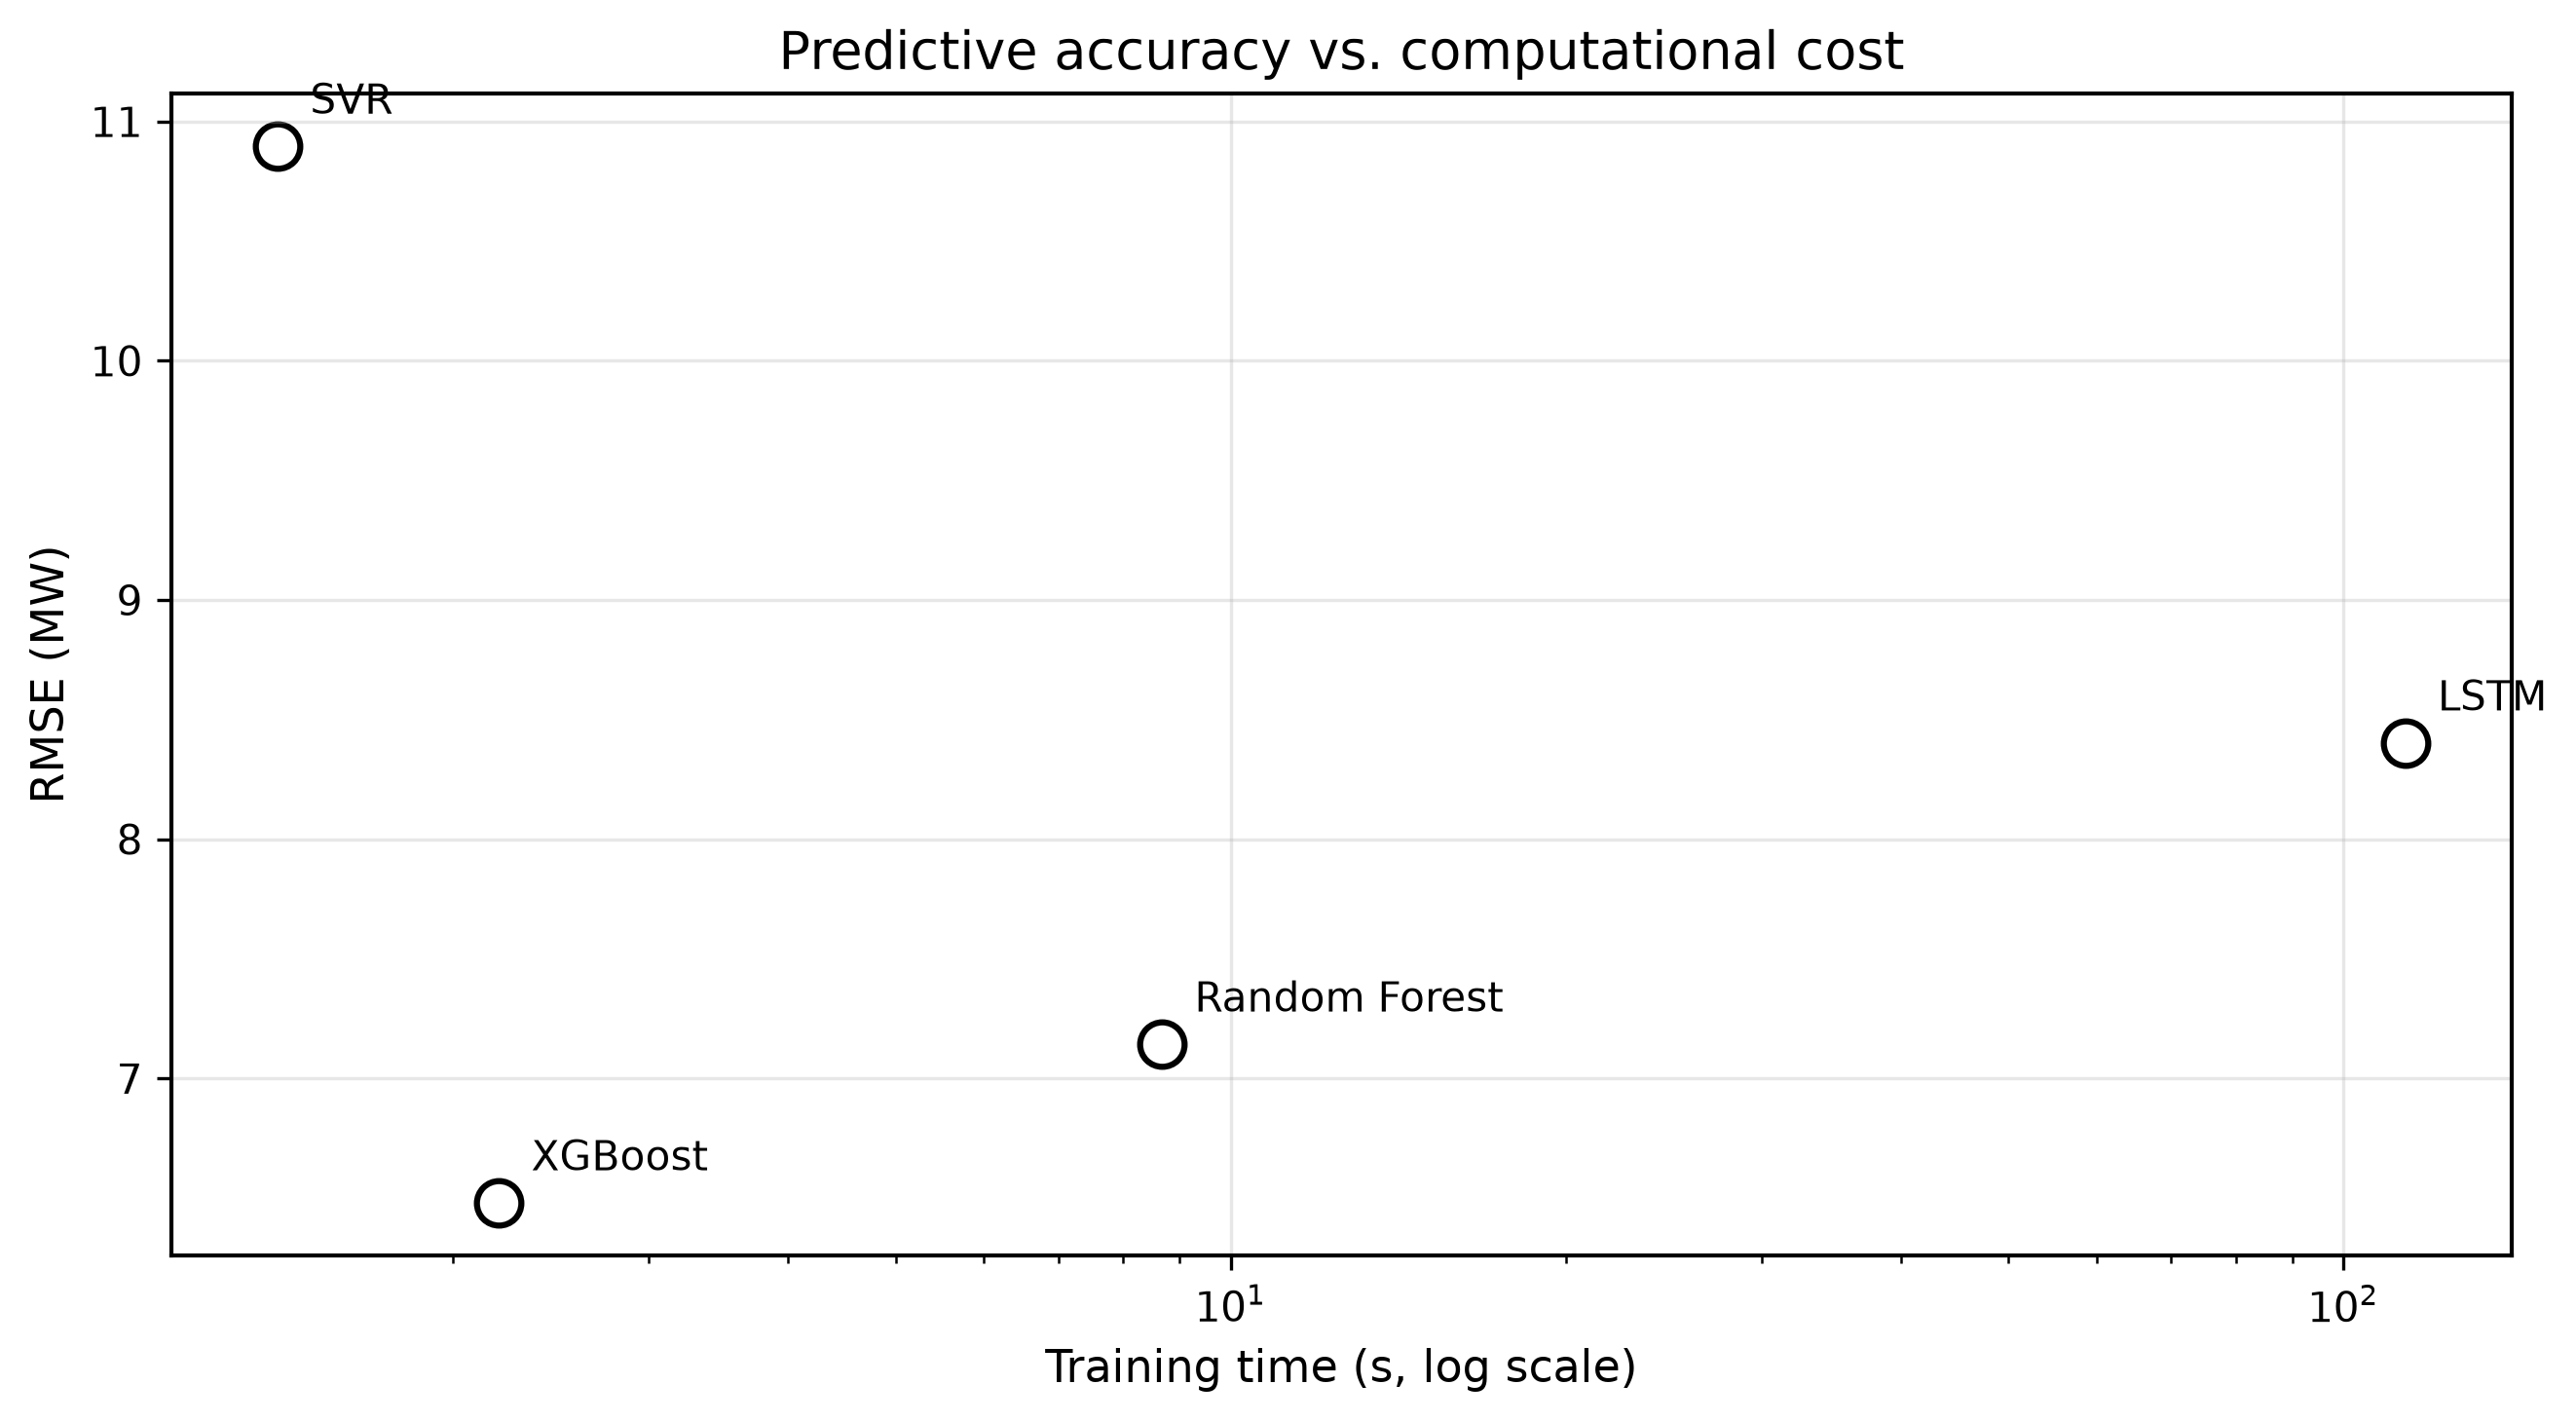 Predictive accuracy vs. computational cost
SVR
11
10
9
LSTM
8
Random Forest
7
XGBoost
RMSE (MW)
10¹
10²
Training time (s, log scale)